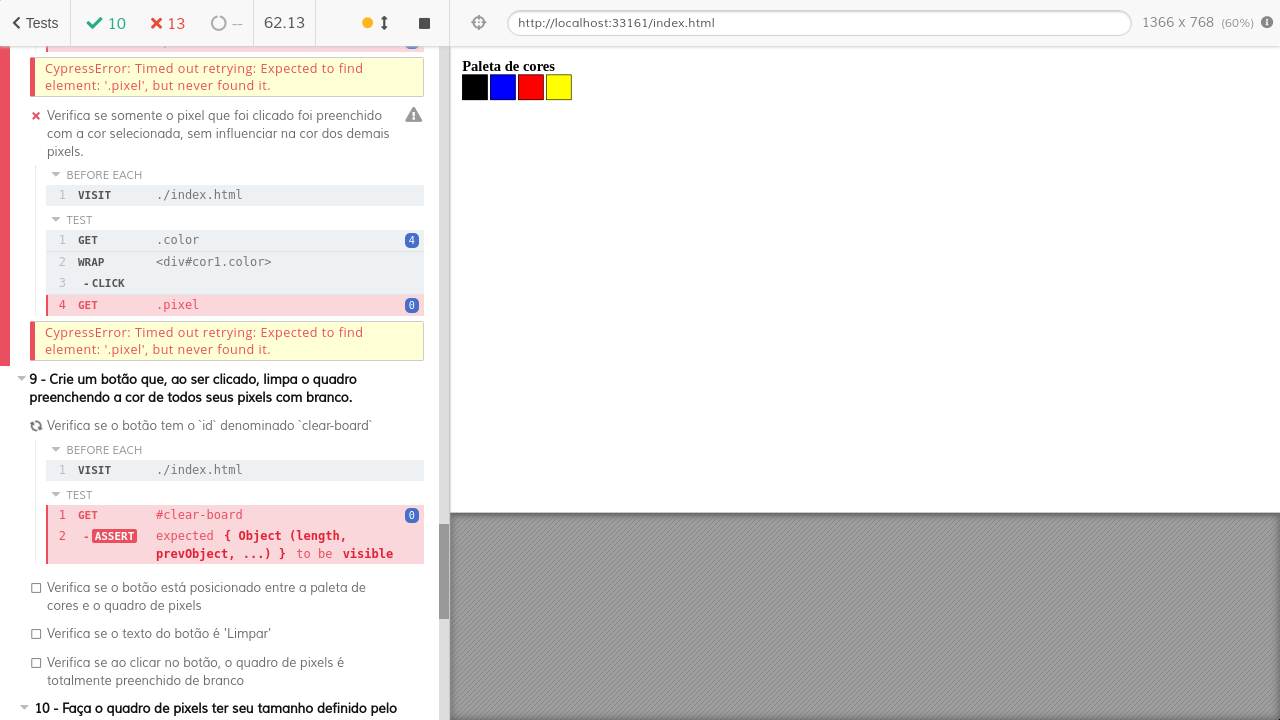 Tests
10
13
--
62.13
http://localhost:33161/index.html
1366 x 768 (60%)
CypressError: Timed out retrying: Expected to find
element: '.pixel', but never found it.
Verifica se somente o pixel que foi clicado foi preenchido
com a cor selecionada, sem influenciar na cor dos demais
pixels.
BEFORE EACH
1 VISIT ./index.html
TEST
1 GET .color 4
2 WRAP <div#cor1.color>
3 - CLICK
4 GET .pixel 0
CypressError: Timed out retrying: Expected to find
element: '.pixel', but never found it.
9 - Crie um botão que, ao ser clicado, limpa o quadro
preenchendo a cor de todos seus pixels com branco.
Verifica se o botão tem o `id` denominado `clear-board`
BEFORE EACH
1 VISIT ./index.html
TEST
1 GET #clear-board 0
2 - ASSERT expected { Object (length,
prevObject, ...) } to be visible
Verifica se o botão está posicionado entre a paleta de
cores e o quadro de pixels
Verifica se o texto do botão é 'Limpar'
Verifica se ao clicar no botão, o quadro de pixels é
totalmente preenchido de branco
10 - Faça o quadro de pixels ter seu tamanho definido pelo
Paleta de cores